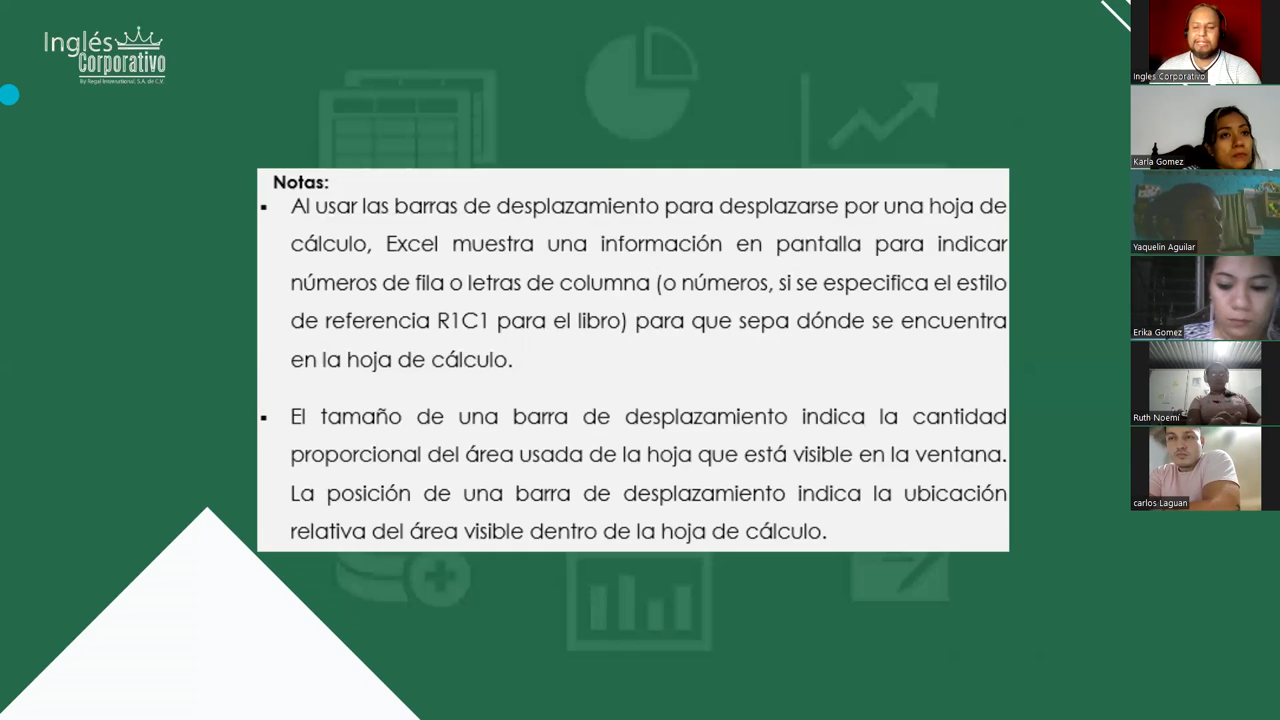 Inglés
Corporativo
By Regal International, S.A. de C.V.
Notas:
▪ Al usar las barras de desplazamiento para desplazarse por una hoja de
cálculo, Excel muestra una información en pantalla para indicar
números de fila o letras de columna (o números, si se especifica el estilo
de referencia R1C1 para el libro) para que sepa dónde se encuentra
en la hoja de cálculo.
▪ El tamaño de una barra de desplazamiento indica la cantidad
proporcional del área usada de la hoja que está visible en la ventana.
La posición de una barra de desplazamiento indica la ubicación
relativa del área visible dentro de la hoja de cálculo.
Ingles Corporativo
Karla Gomez
Yaquelin Aguilar
Erika Gomez
Ruth Noemí
carlos Laguan